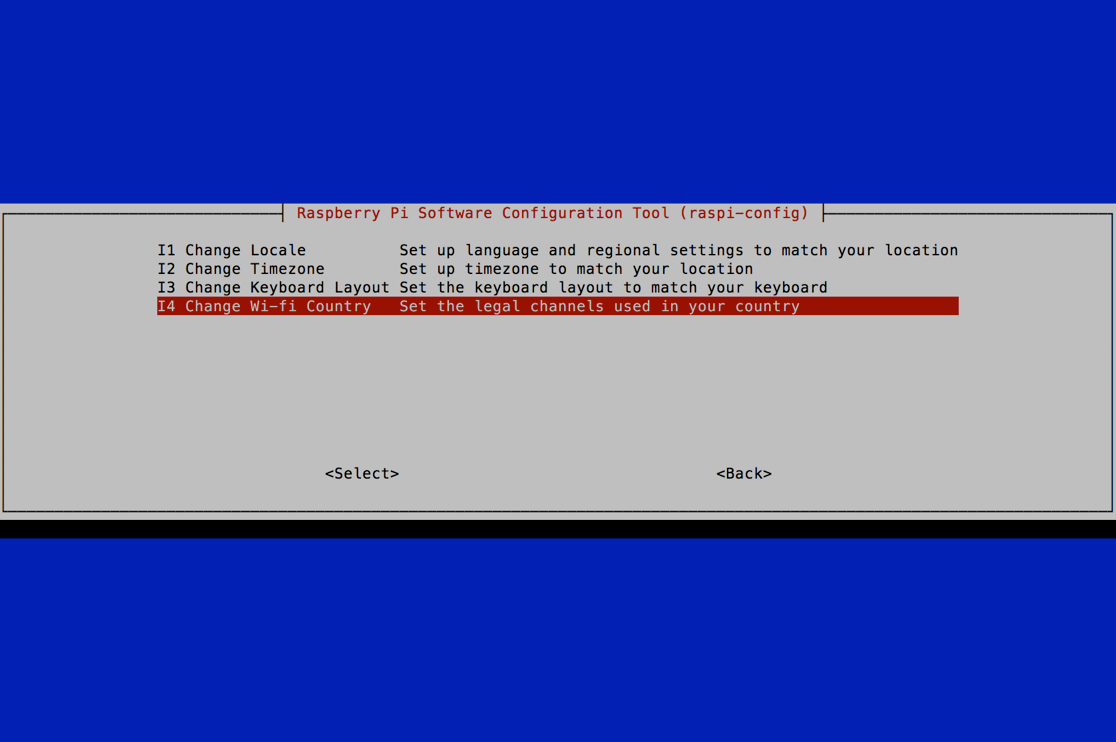 Raspberry Pi Software Configuration Tool (raspi-config)
I1 Change Locale Set up language and regional settings to match your location
I2 Change Timezone Set up timezone to match your location
I3 Change Keyboard Layout Set the keyboard layout to match your keyboard
I4 Change Wi-fi Country Set the legal channels used in your country
<Select> <Back>